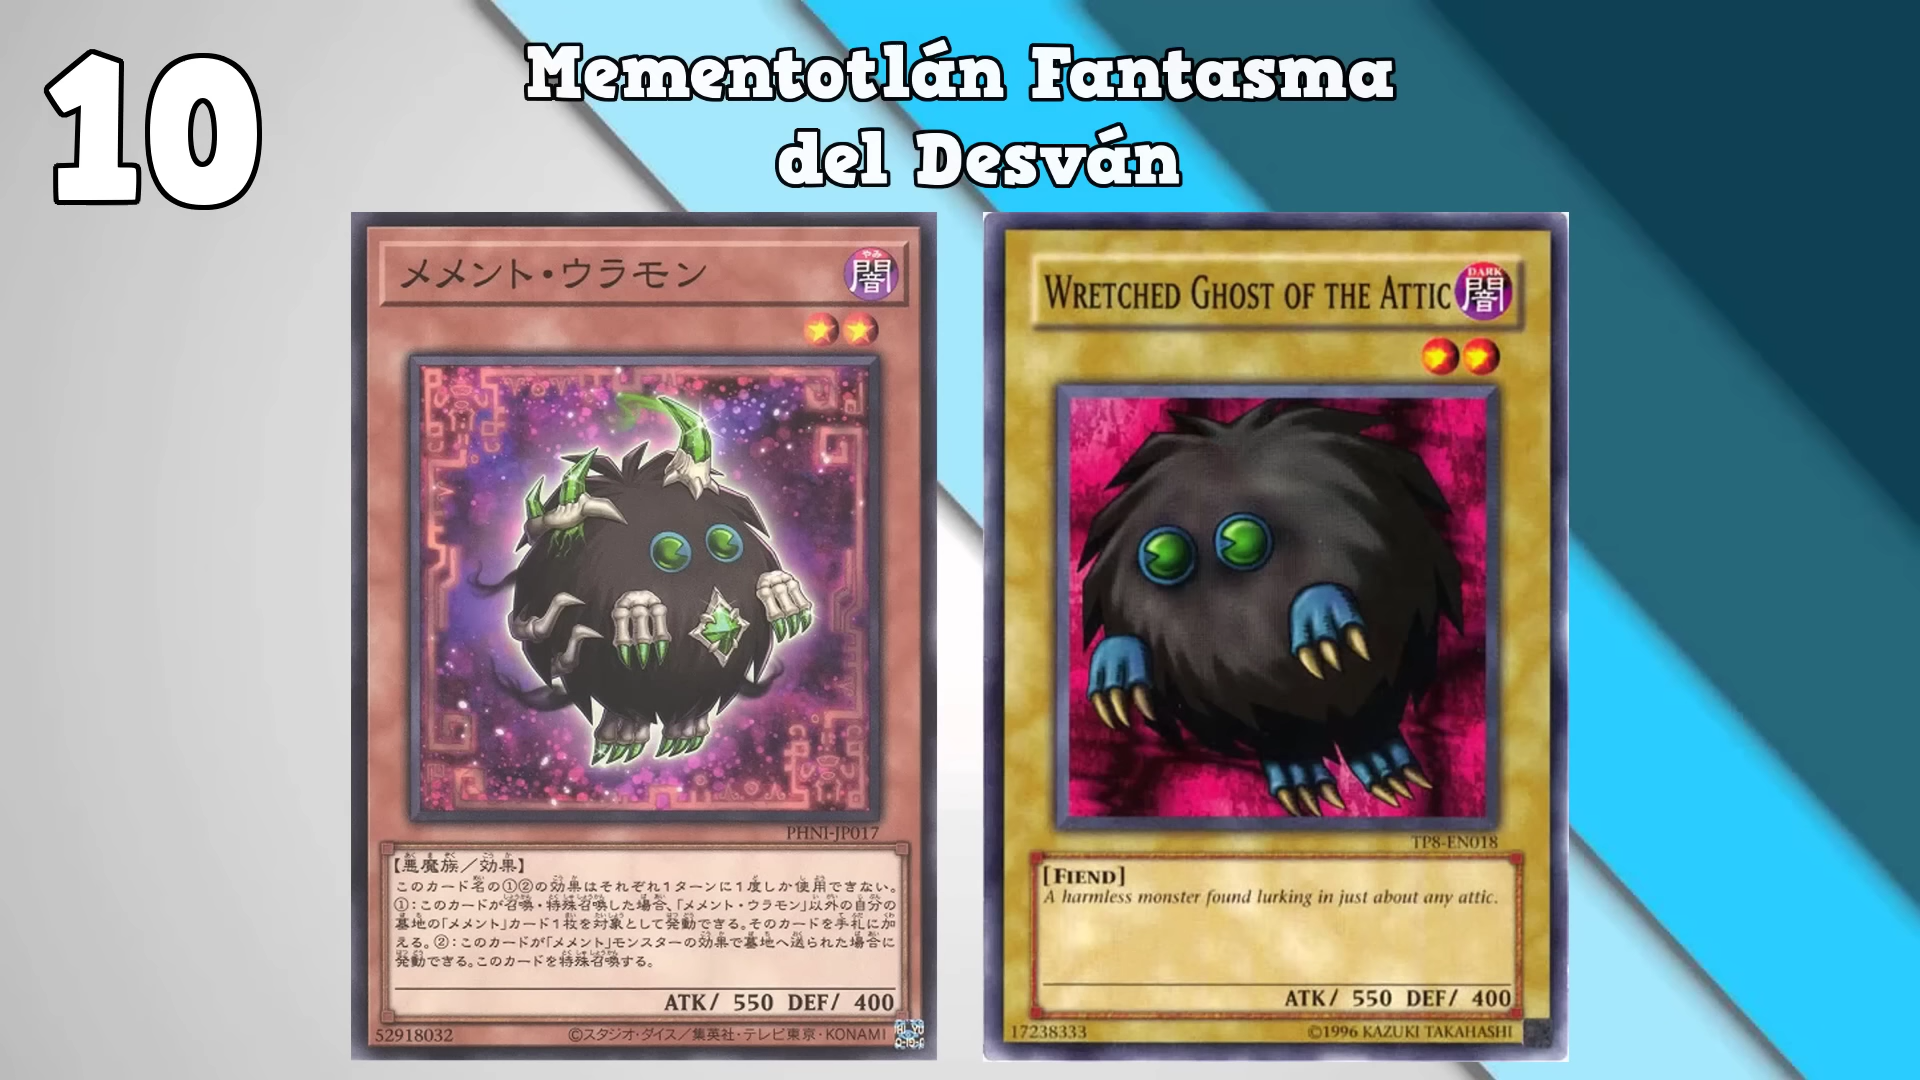 10
Mementotlán Fantasma
del Desván
メメント・ウラモン
闇
PHNI-JP017
【悪魔族／効果】
このカード名の①②の効果はそれぞれ1ターンに1度しか使用できない。
①：このカードが召喚・特殊召喚した場合、「メメント・ウラモン」以外の自分の
墓地の「メメント」カード1枚を対象として発動できる。そのカードを手札に加
える。②：このカードが「メメント」モンスターの効果で墓地へ送られた場合に
発動できる。このカードを特殊召喚する。
ATK/ 550 DEF/ 400
52918032
©スタジオ・ダイス／集英社・テレビ東京・KONAMI
WRETCHED GHOST OF THE ATTIC
DARK
闇
TP8-EN018
[FIEND]
A harmless monster found lurking in just about any attic.
ATK/ 550 DEF/ 400
17238333
©1996 KAZUKI TAKAHASHI